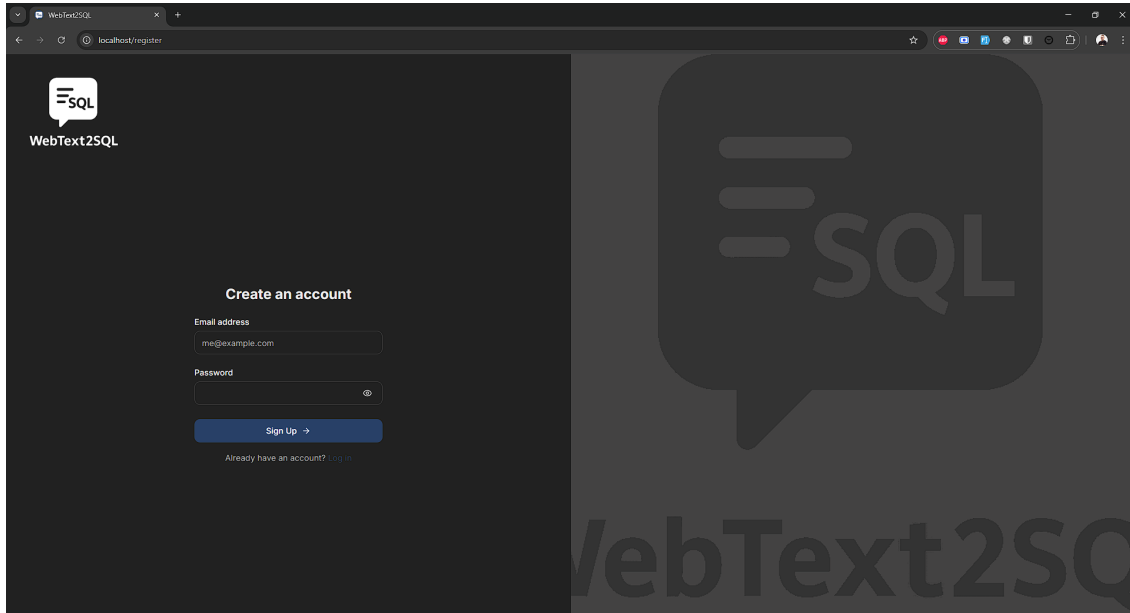 WebText2SQL
localhost/register
SQL
WebText2SQL
Create an account
Email address
me@example.com
Password
Sign Up →
Already have an account? Log in
SQL
WebText2SQ